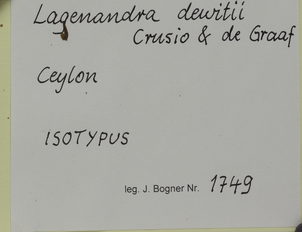 Lagenandra dewitii
Crusio & de Graaf
Ceylon
ISOTYPUS
leg. J. Bogner Nr. 1749